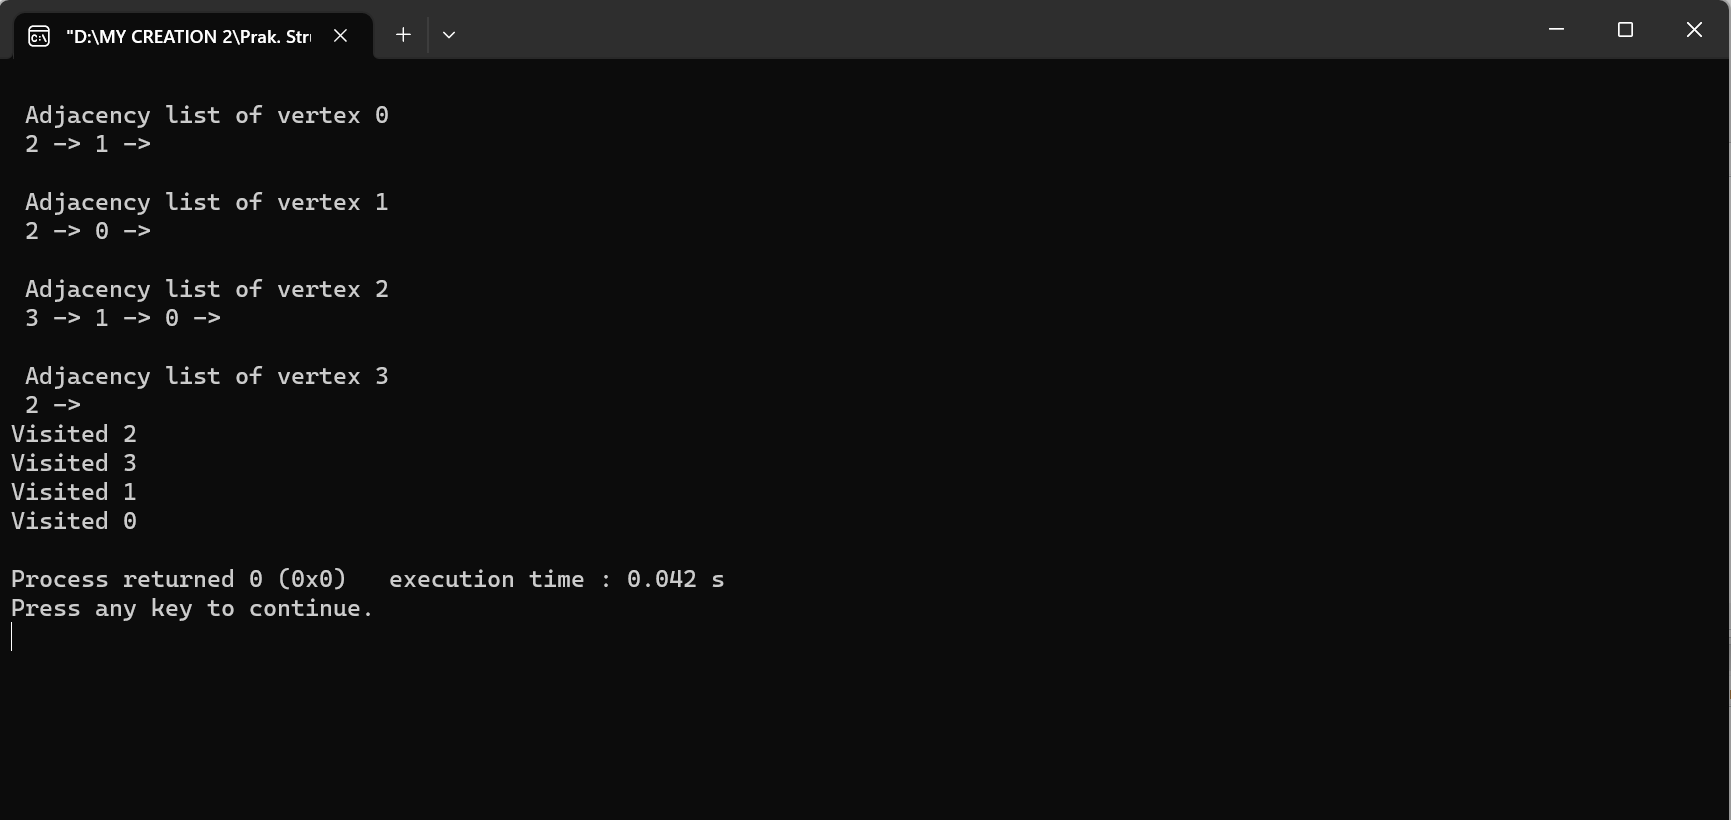 "D:\MY CREATION 2\Prak. Str
Adjacency list of vertex 0
2 -> 1 ->
Adjacency list of vertex 1
2 -> 0 ->
Adjacency list of vertex 2
3 -> 1 -> 0 ->
Adjacency list of vertex 3
2 ->
Visited 2
Visited 3
Visited 1
Visited 0
Process returned 0 (0x0)   execution time : 0.042 s
Press any key to continue.